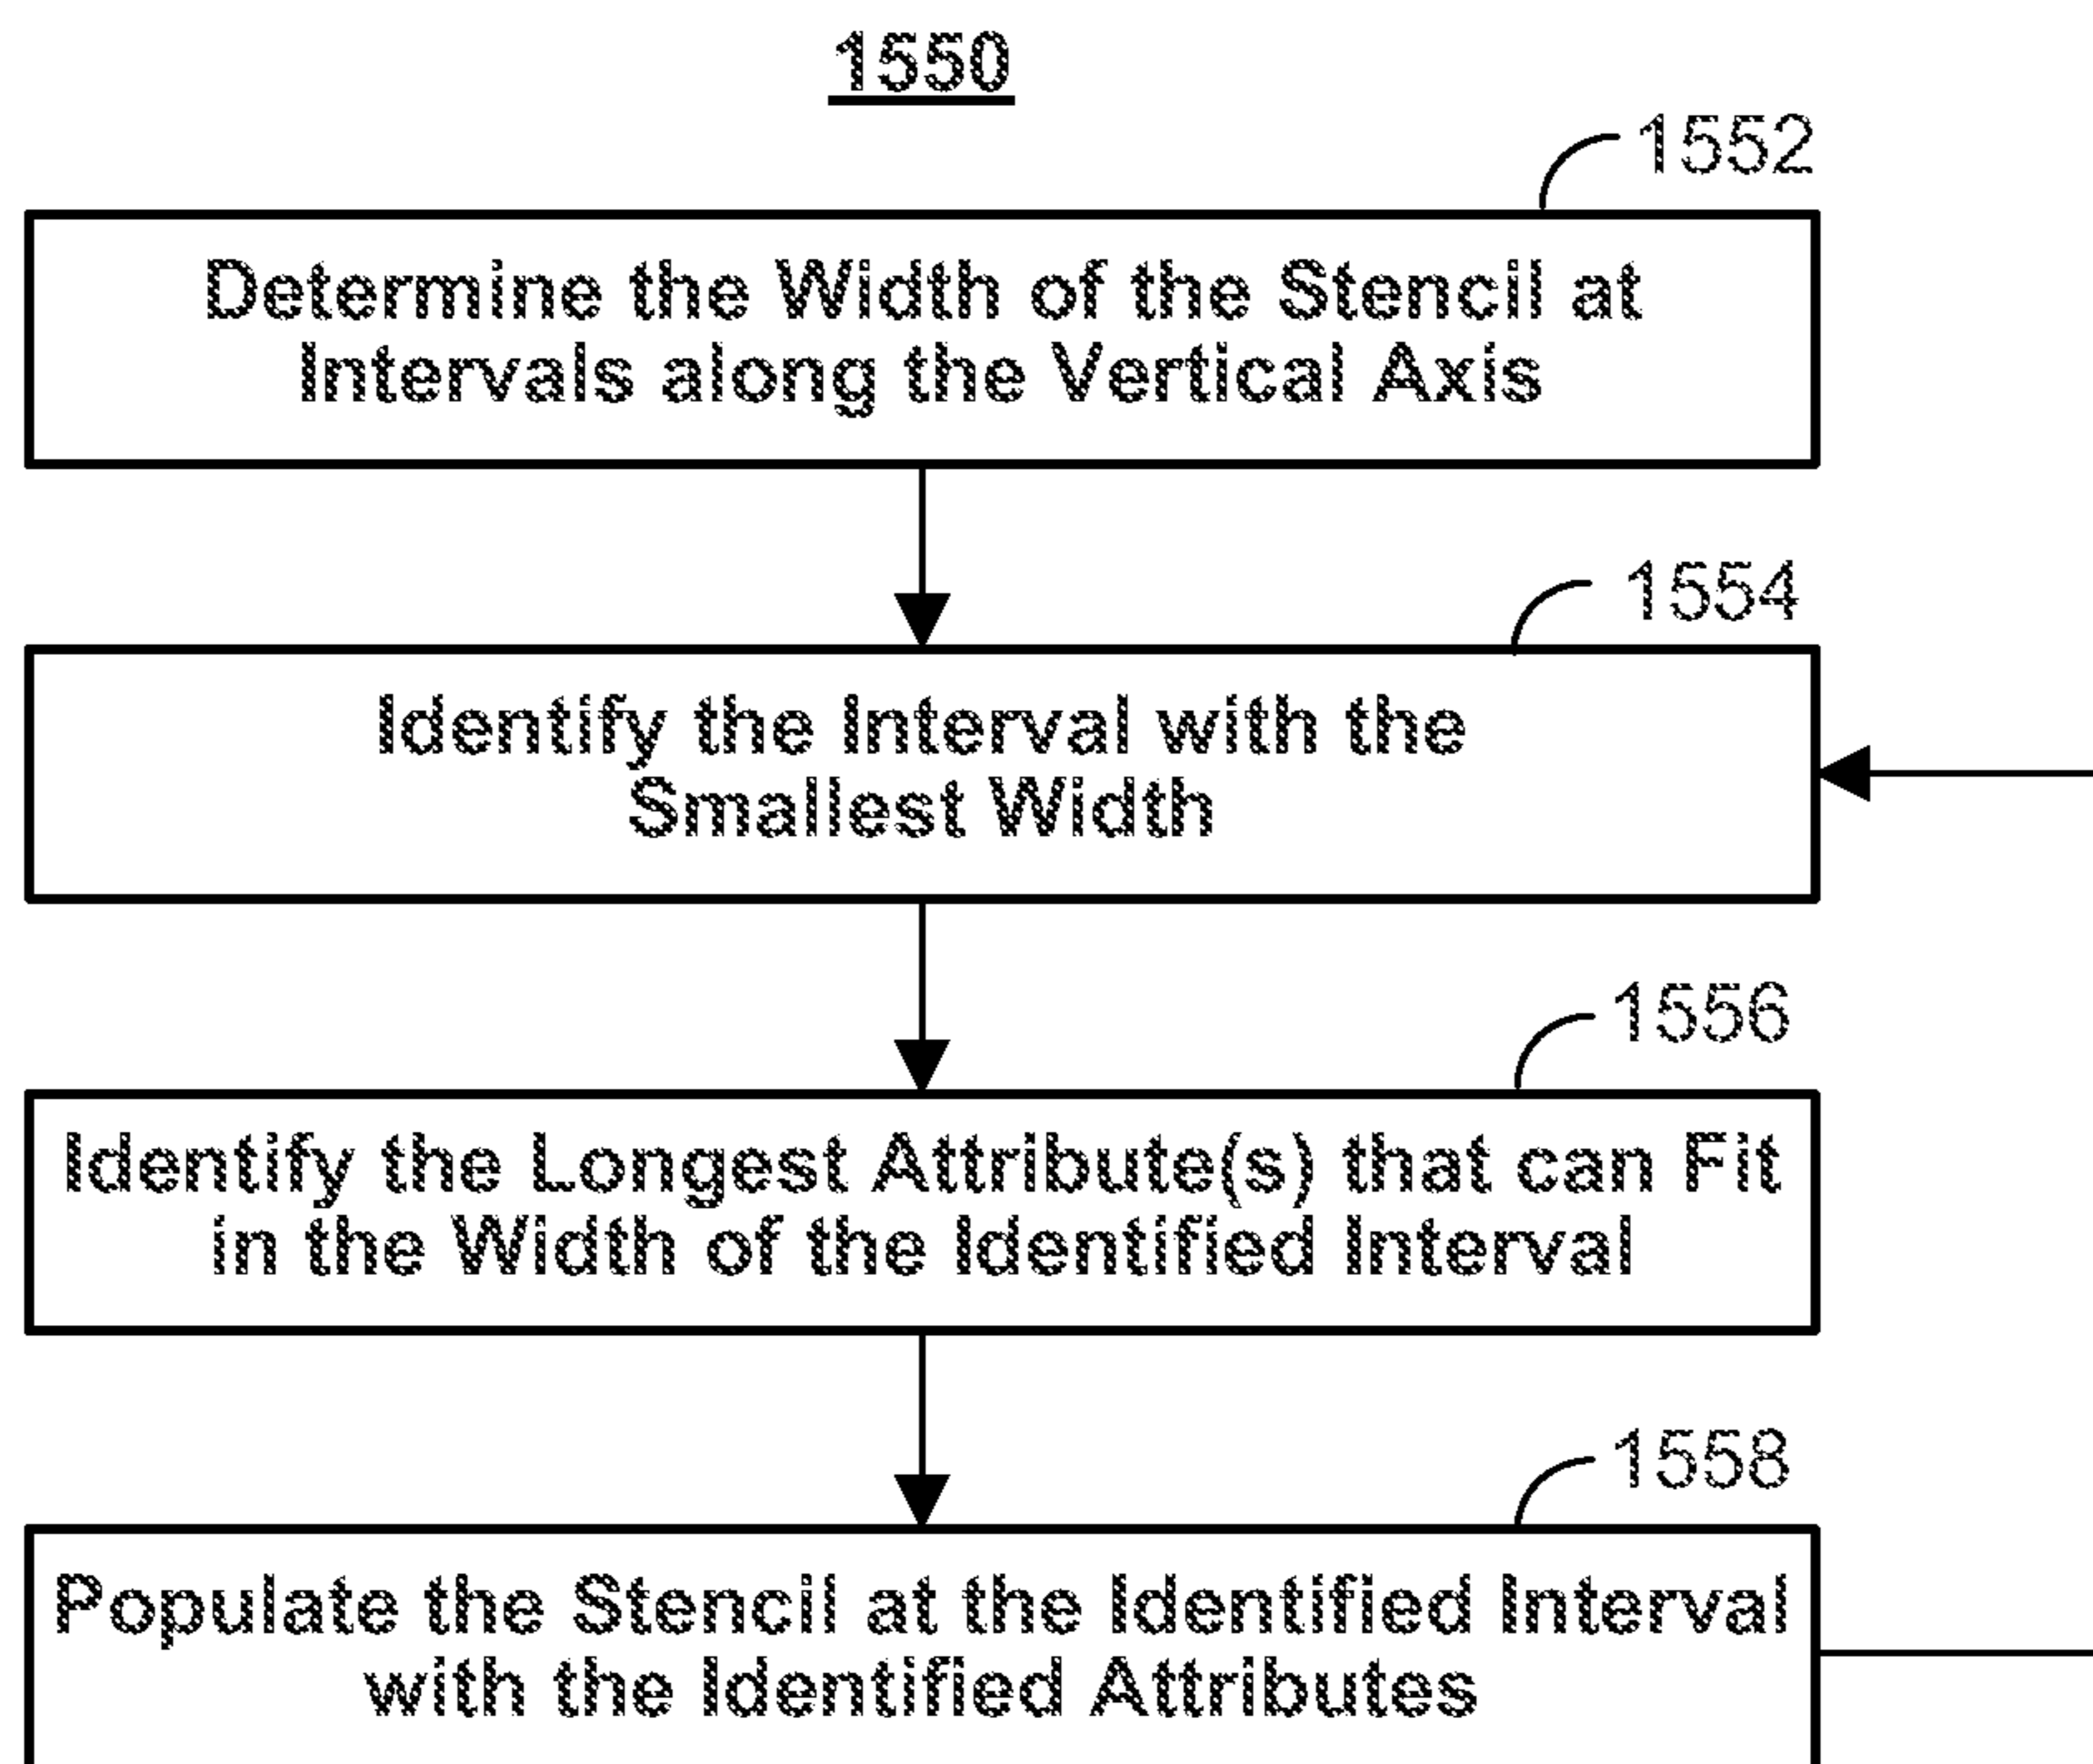 1550
1552
Determine the Width of the Stencil at
Intervals along the Vertical Axis
1554
Identify the Interval with the
Smallest Width
1556
Identify the Longest Attribute(s) that can Fit
in the Width of the Identified Interval
1558
Populate the Stencil at the Identified Interval
with the Identified Attributes